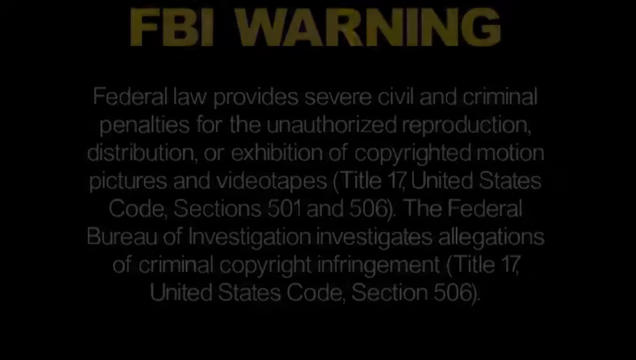 FBI WARNING
Federal law provides severe civil and criminal
penalties for the unauthorized reproduction,
distribution, or exhibition of copyrighted motion
pictures and videotapes (Title 17, United States
Code, Sections 501 and 506). The Federal
Bureau of Investigation investigates allegations
of criminal copyright infringement (Title 17,
United States Code, Section 506).